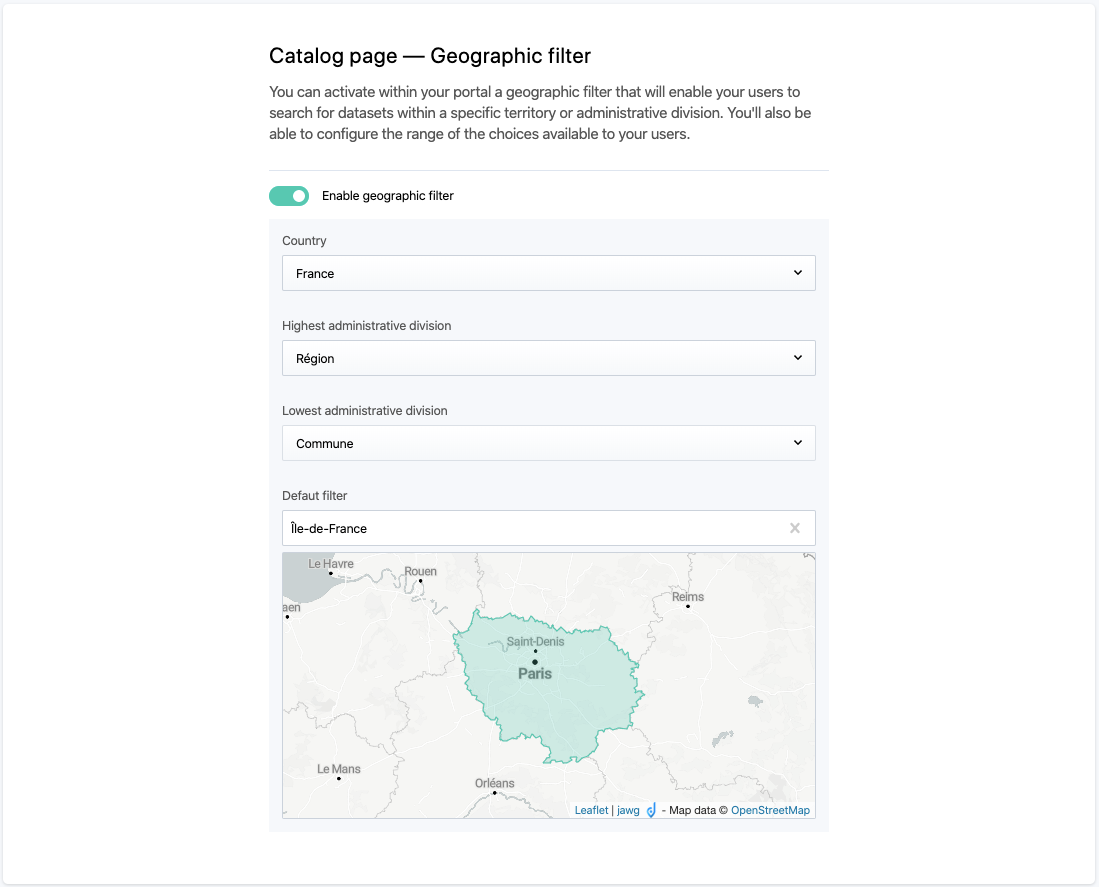 Catalog page — Geographic filter
You can activate within your portal a geographic filter that will enable your users to
search for datasets within a specific territory or administrative division. You'll also be
able to configure the range of the choices available to your users.
Enable geographic filter
Country
France
Highest administrative division
Région
Lowest administrative division
Commune
Defaut filter
Île-de-France
Le Havre
Rouen
Reims
aen
Saint-Denis
Paris
Le Mans
Orléans
Leaflet | jawg - Map data © OpenStreetMap